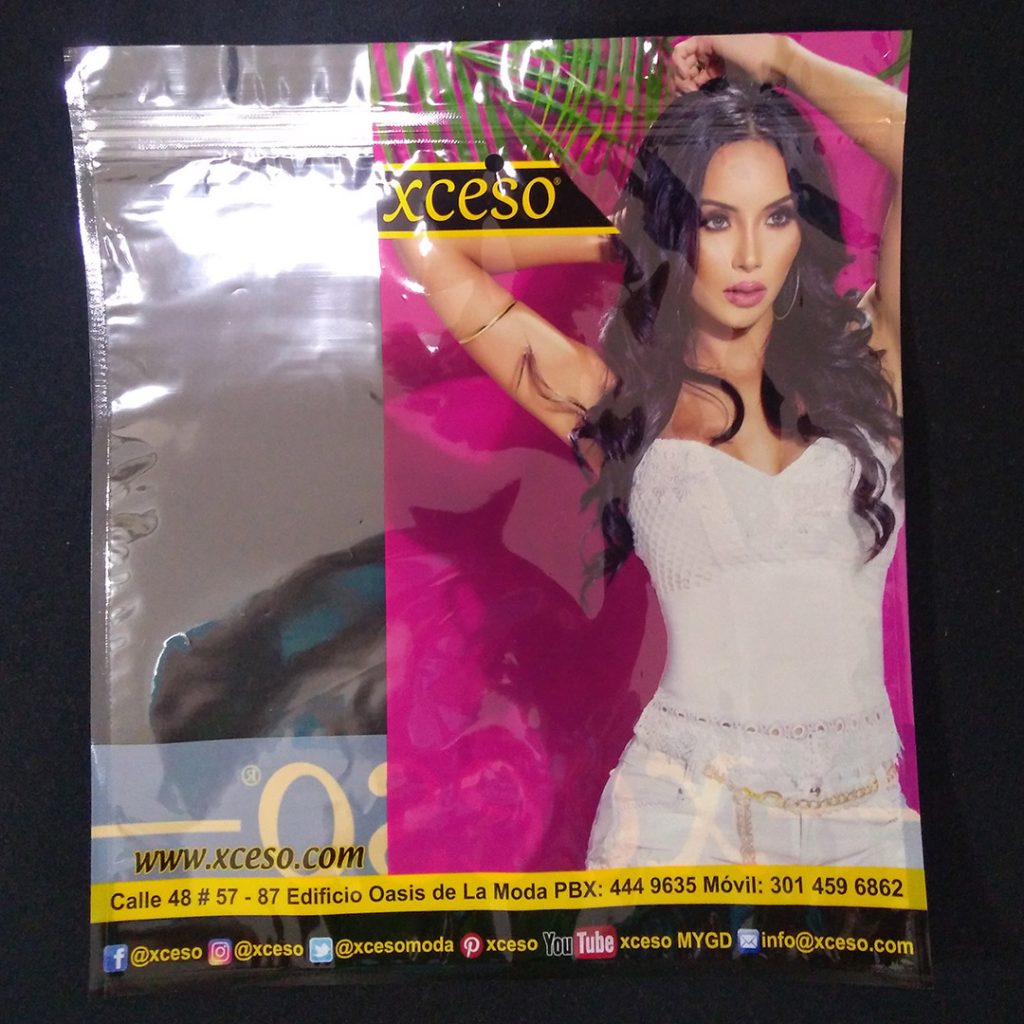 xceso®
®
www.xceso.com
Calle 48 # 57 - 87 Edificio Oasis de La Moda PBX: 444 9635 Móvil: 301 459 6862
@xceso @xceso @xcesomoda xceso YouTube xceso MYGD info@xceso.com